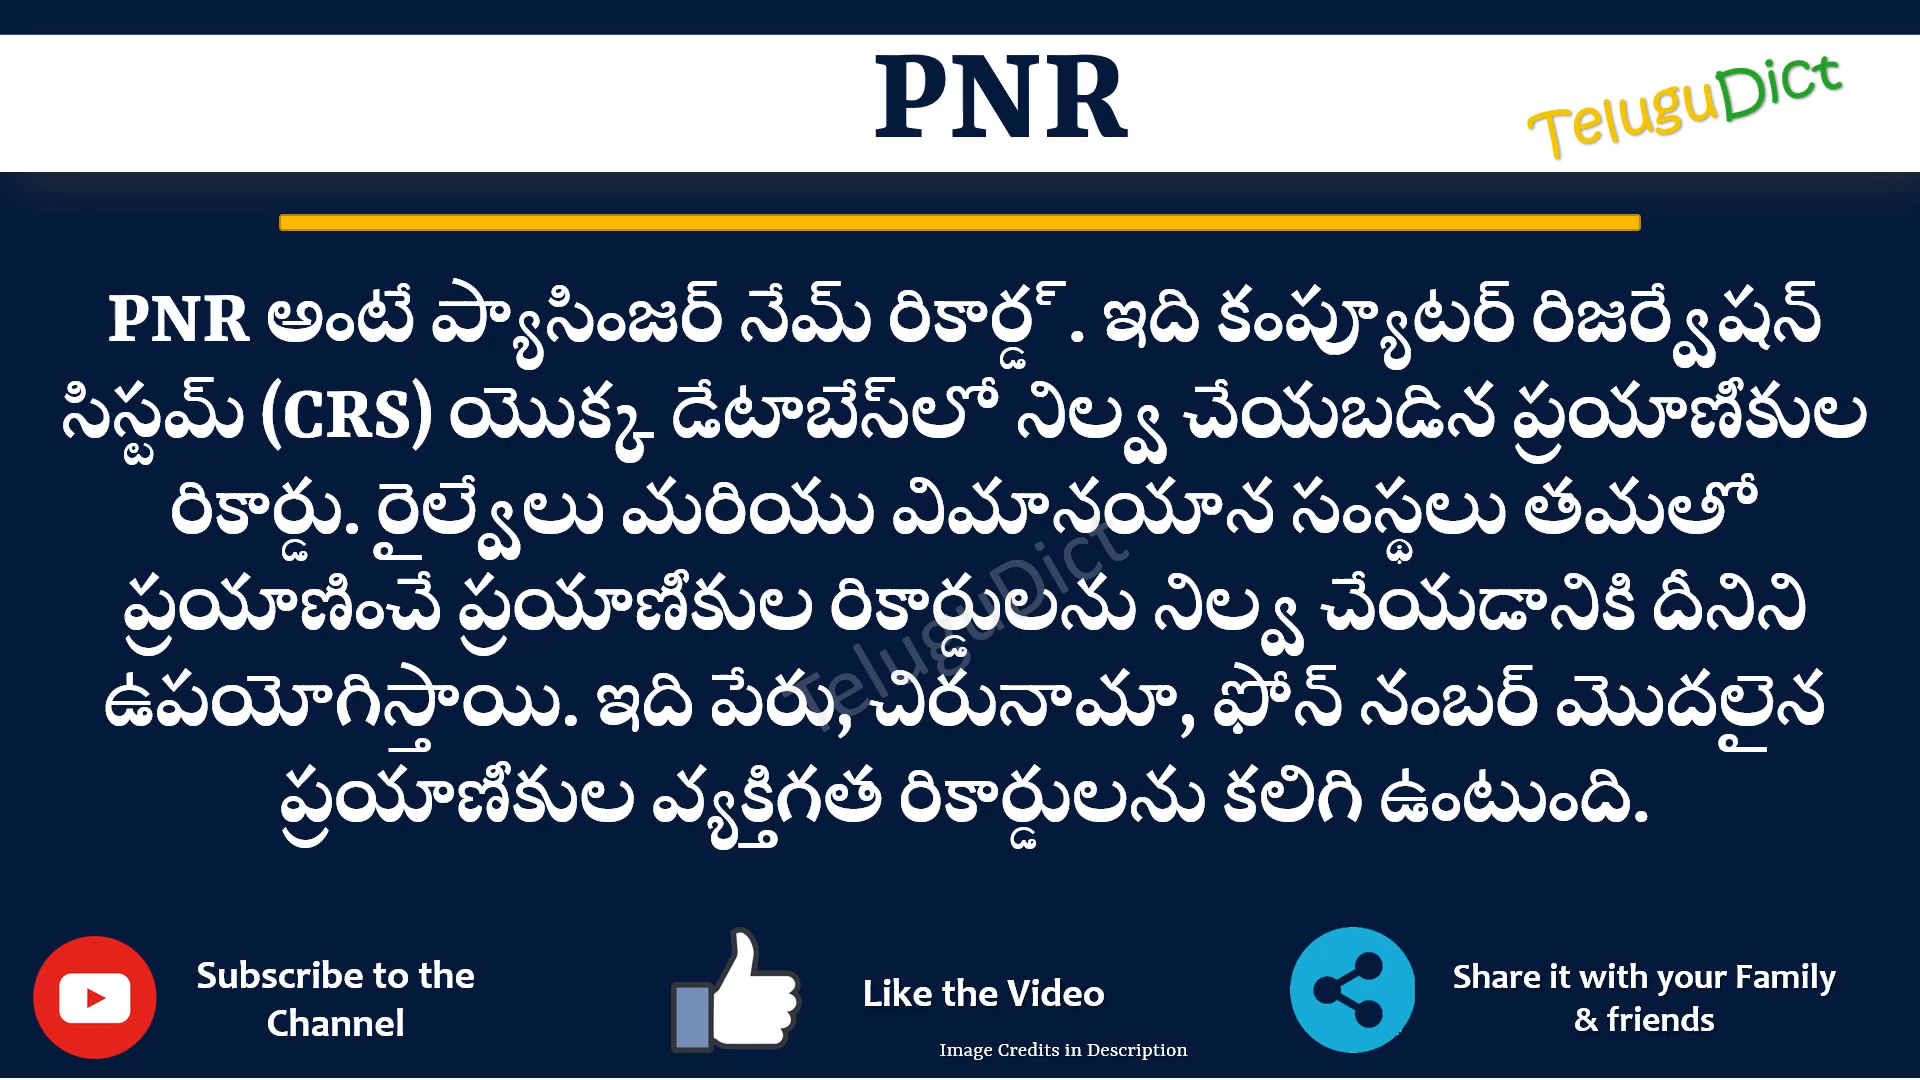 PNR
TeluguDict
PNR అంటే ప్యాసింజర్ నేమ్ రికార్డ్. ఇది కంప్యూటర్ రిజర్వేషన్
సిస్టమ్ (CRS) యొక్క డేటాబేస్‌లో నిల్వ చేయబడిన ప్రయాణీకుల
రికార్డు. రైల్వేలు మరియు విమానయాన సంస్థలు తమతో
ప్రయాణించే ప్రయాణీకుల రికార్డులను నిల్వ చేయడానికి దీనిని
ఉపయోగిస్తాయి. ఇది పేరు, చిరునామా, ఫోన్ నంబర్ మొదలైన
ప్రయాణీకుల వ్యక్తిగత రికార్డులను కలిగి ఉంటుంది.
TeluguDict
Subscribe to the
Channel
Like the Video
Share it with your Family
& friends
Image Credits in Description